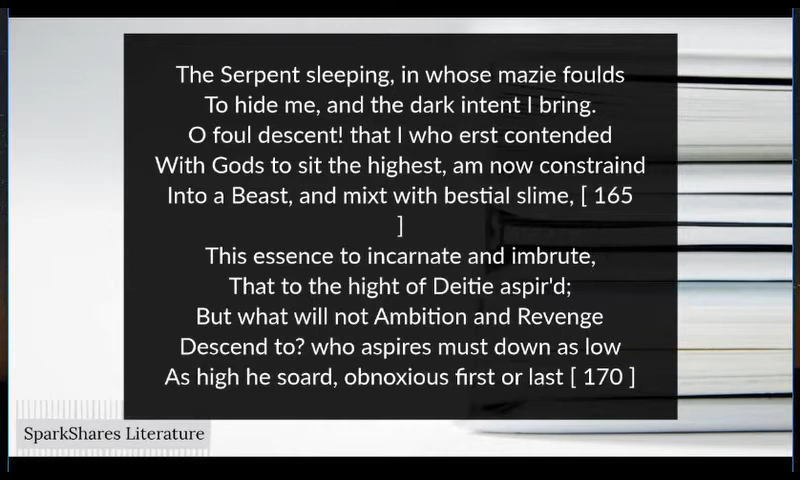 The Serpent sleeping, in whose mazie foulds
To hide me, and the dark intent I bring.
O foul descent! that I who erst contended
With Gods to sit the highest, am now constraind
Into a Beast, and mixt with bestial slime, [ 165
]
This essence to incarnate and imbrute,
That to the hight of Deitie aspir'd;
But what will not Ambition and Revenge
Descend to? who aspires must down as low
As high he soard, obnoxious first or last [ 170 ]
SparkShares Literature